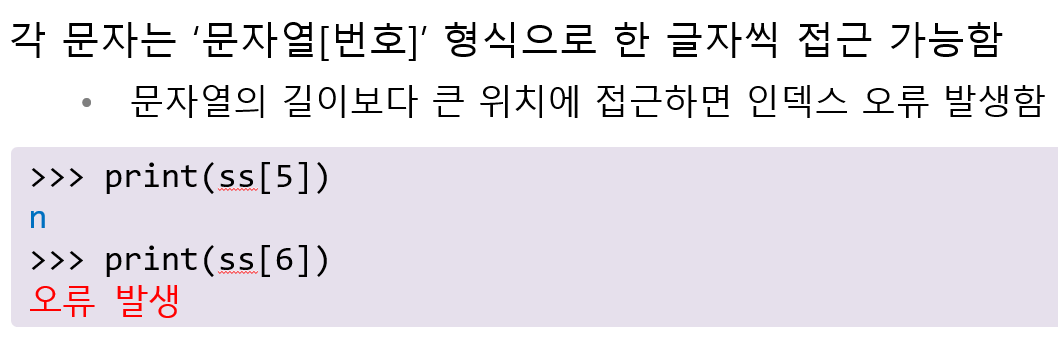 각 문자는 ‘문자열[번호]’ 형식으로 한 글자씩 접근 가능함
• 문자열의 길이보다 큰 위치에 접근하면 인덱스 오류 발생함
>>> print(ss[5])
n
>>> print(ss[6])
오류 발생